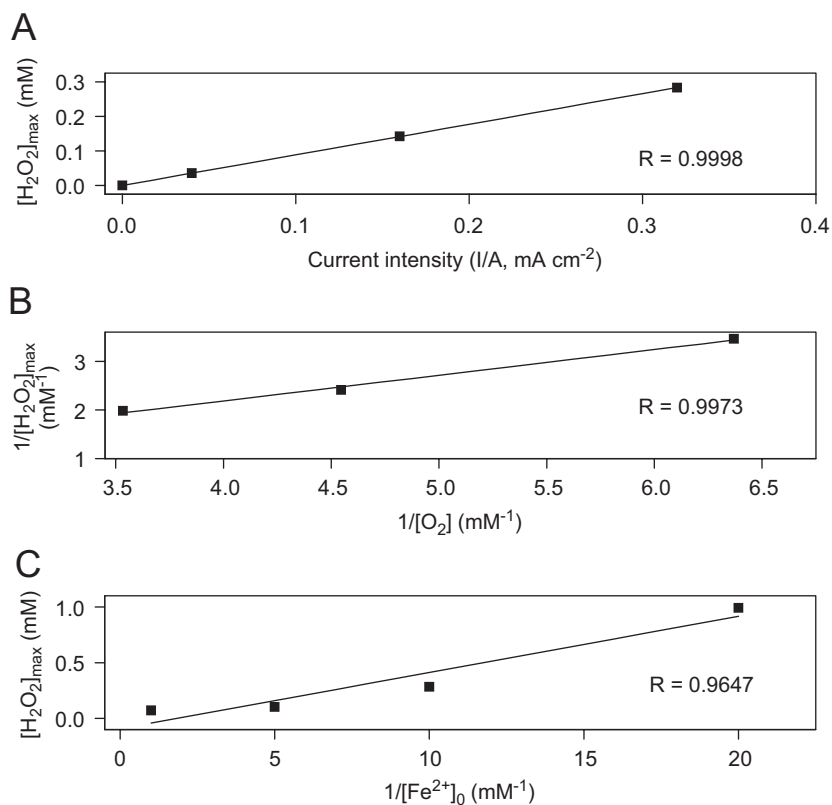 A
[H₂O₂]max (mM)
0.3
0.2
0.1
0.0
R = 0.9998
0.0 0.1 0.2 0.3 0.4
Current intensity (I/A, mA cm⁻²)
B
1/[H₂O₂]max
(mM⁻¹)
3
2
1
R = 0.9973
3.5 4.0 4.5 5.0 5.5 6.0 6.5
1/[O₂] (mM⁻¹)
C
[H₂O₂]max (mM)
1.0
0.5
0.0
R = 0.9647
0 5 10 15 20
1/[Fe²⁺]₀ (mM⁻¹)